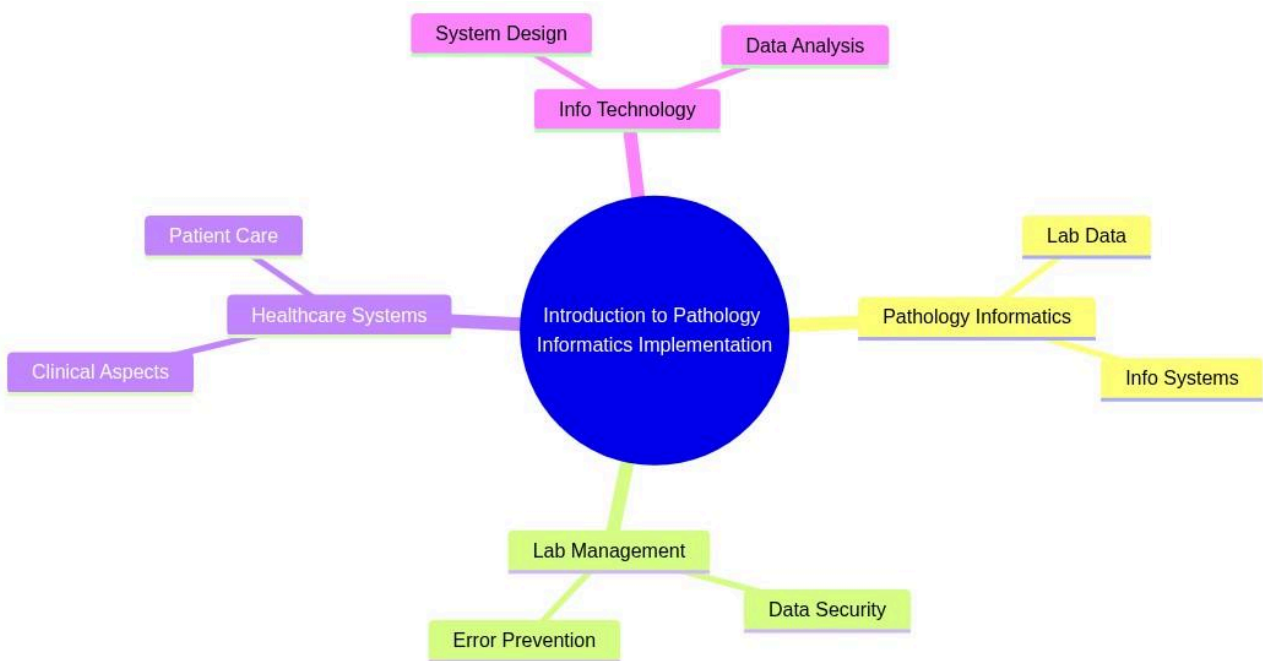 System Design
Data Analysis
Info Technology
Patient Care
Lab Data
Healthcare Systems
Introduction to Pathology
Informatics Implementation
Pathology Informatics
Clinical Aspects
Info Systems
Lab Management
Data Security
Error Prevention